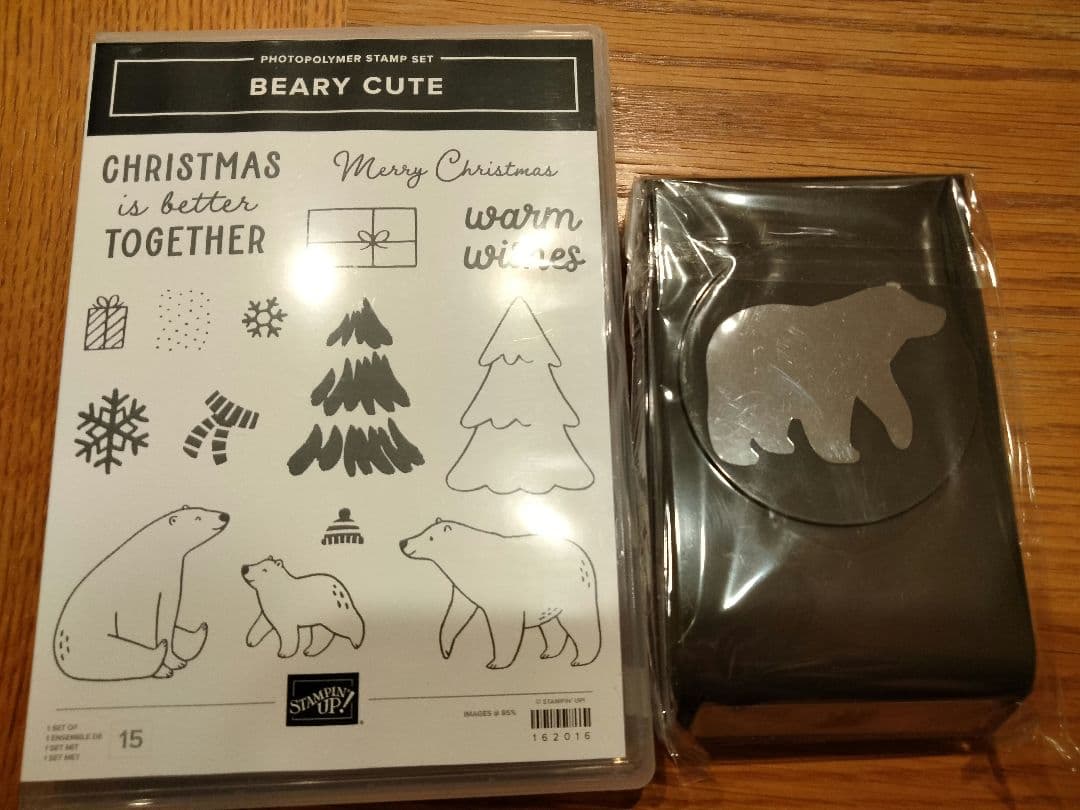 PHOTOPOLYMER STAMP SET
BEARY CUTE
CHRISTMAS
is better
TOGETHER
Merry Christmas
warm
wishes
STAMPIN' UP!®
IMAGES @ 85%
© STAMPIN' UP!
162016
1 SET OF
1 ENSEMBLE DE
1 SET MIT
1 SET MET
15